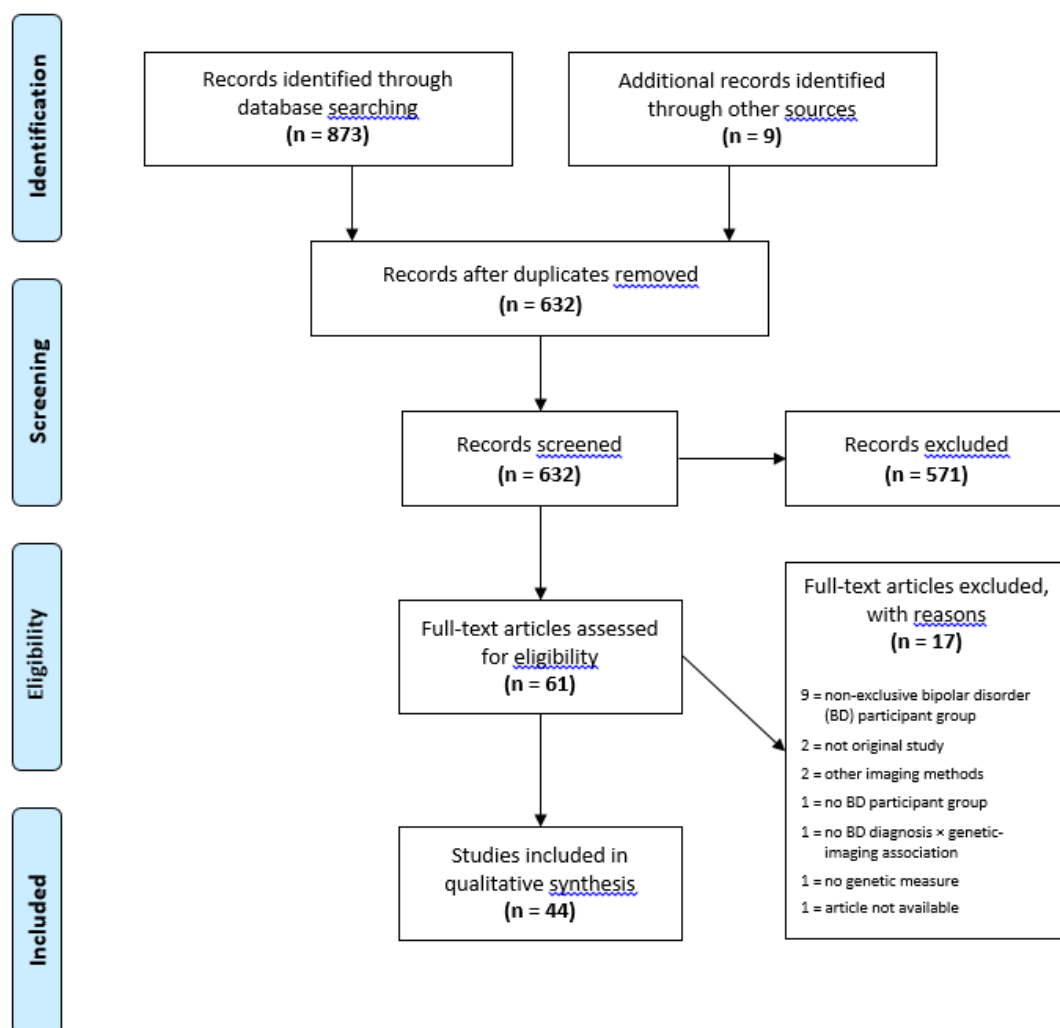 Identification
Records identified through
database searching
(n = 873)
Additional records identified
through other sources
(n = 9)
Records after duplicates removed
(n = 632)
Screening
Records screened
(n = 632)
Records excluded
(n = 571)
Eligibility
Full-text articles assessed
for eligibility
(n = 61)
Full-text articles excluded,
with reasons
(n = 17)
9 = non-exclusive bipolar disorder
(BD) participant group
2 = not original study
2 = other imaging methods
1 = no BD participant group
1 = no BD diagnosis × genetic-
imaging association
1 = no genetic measure
1 = article not available
Included
Studies included in
qualitative synthesis
(n = 44)